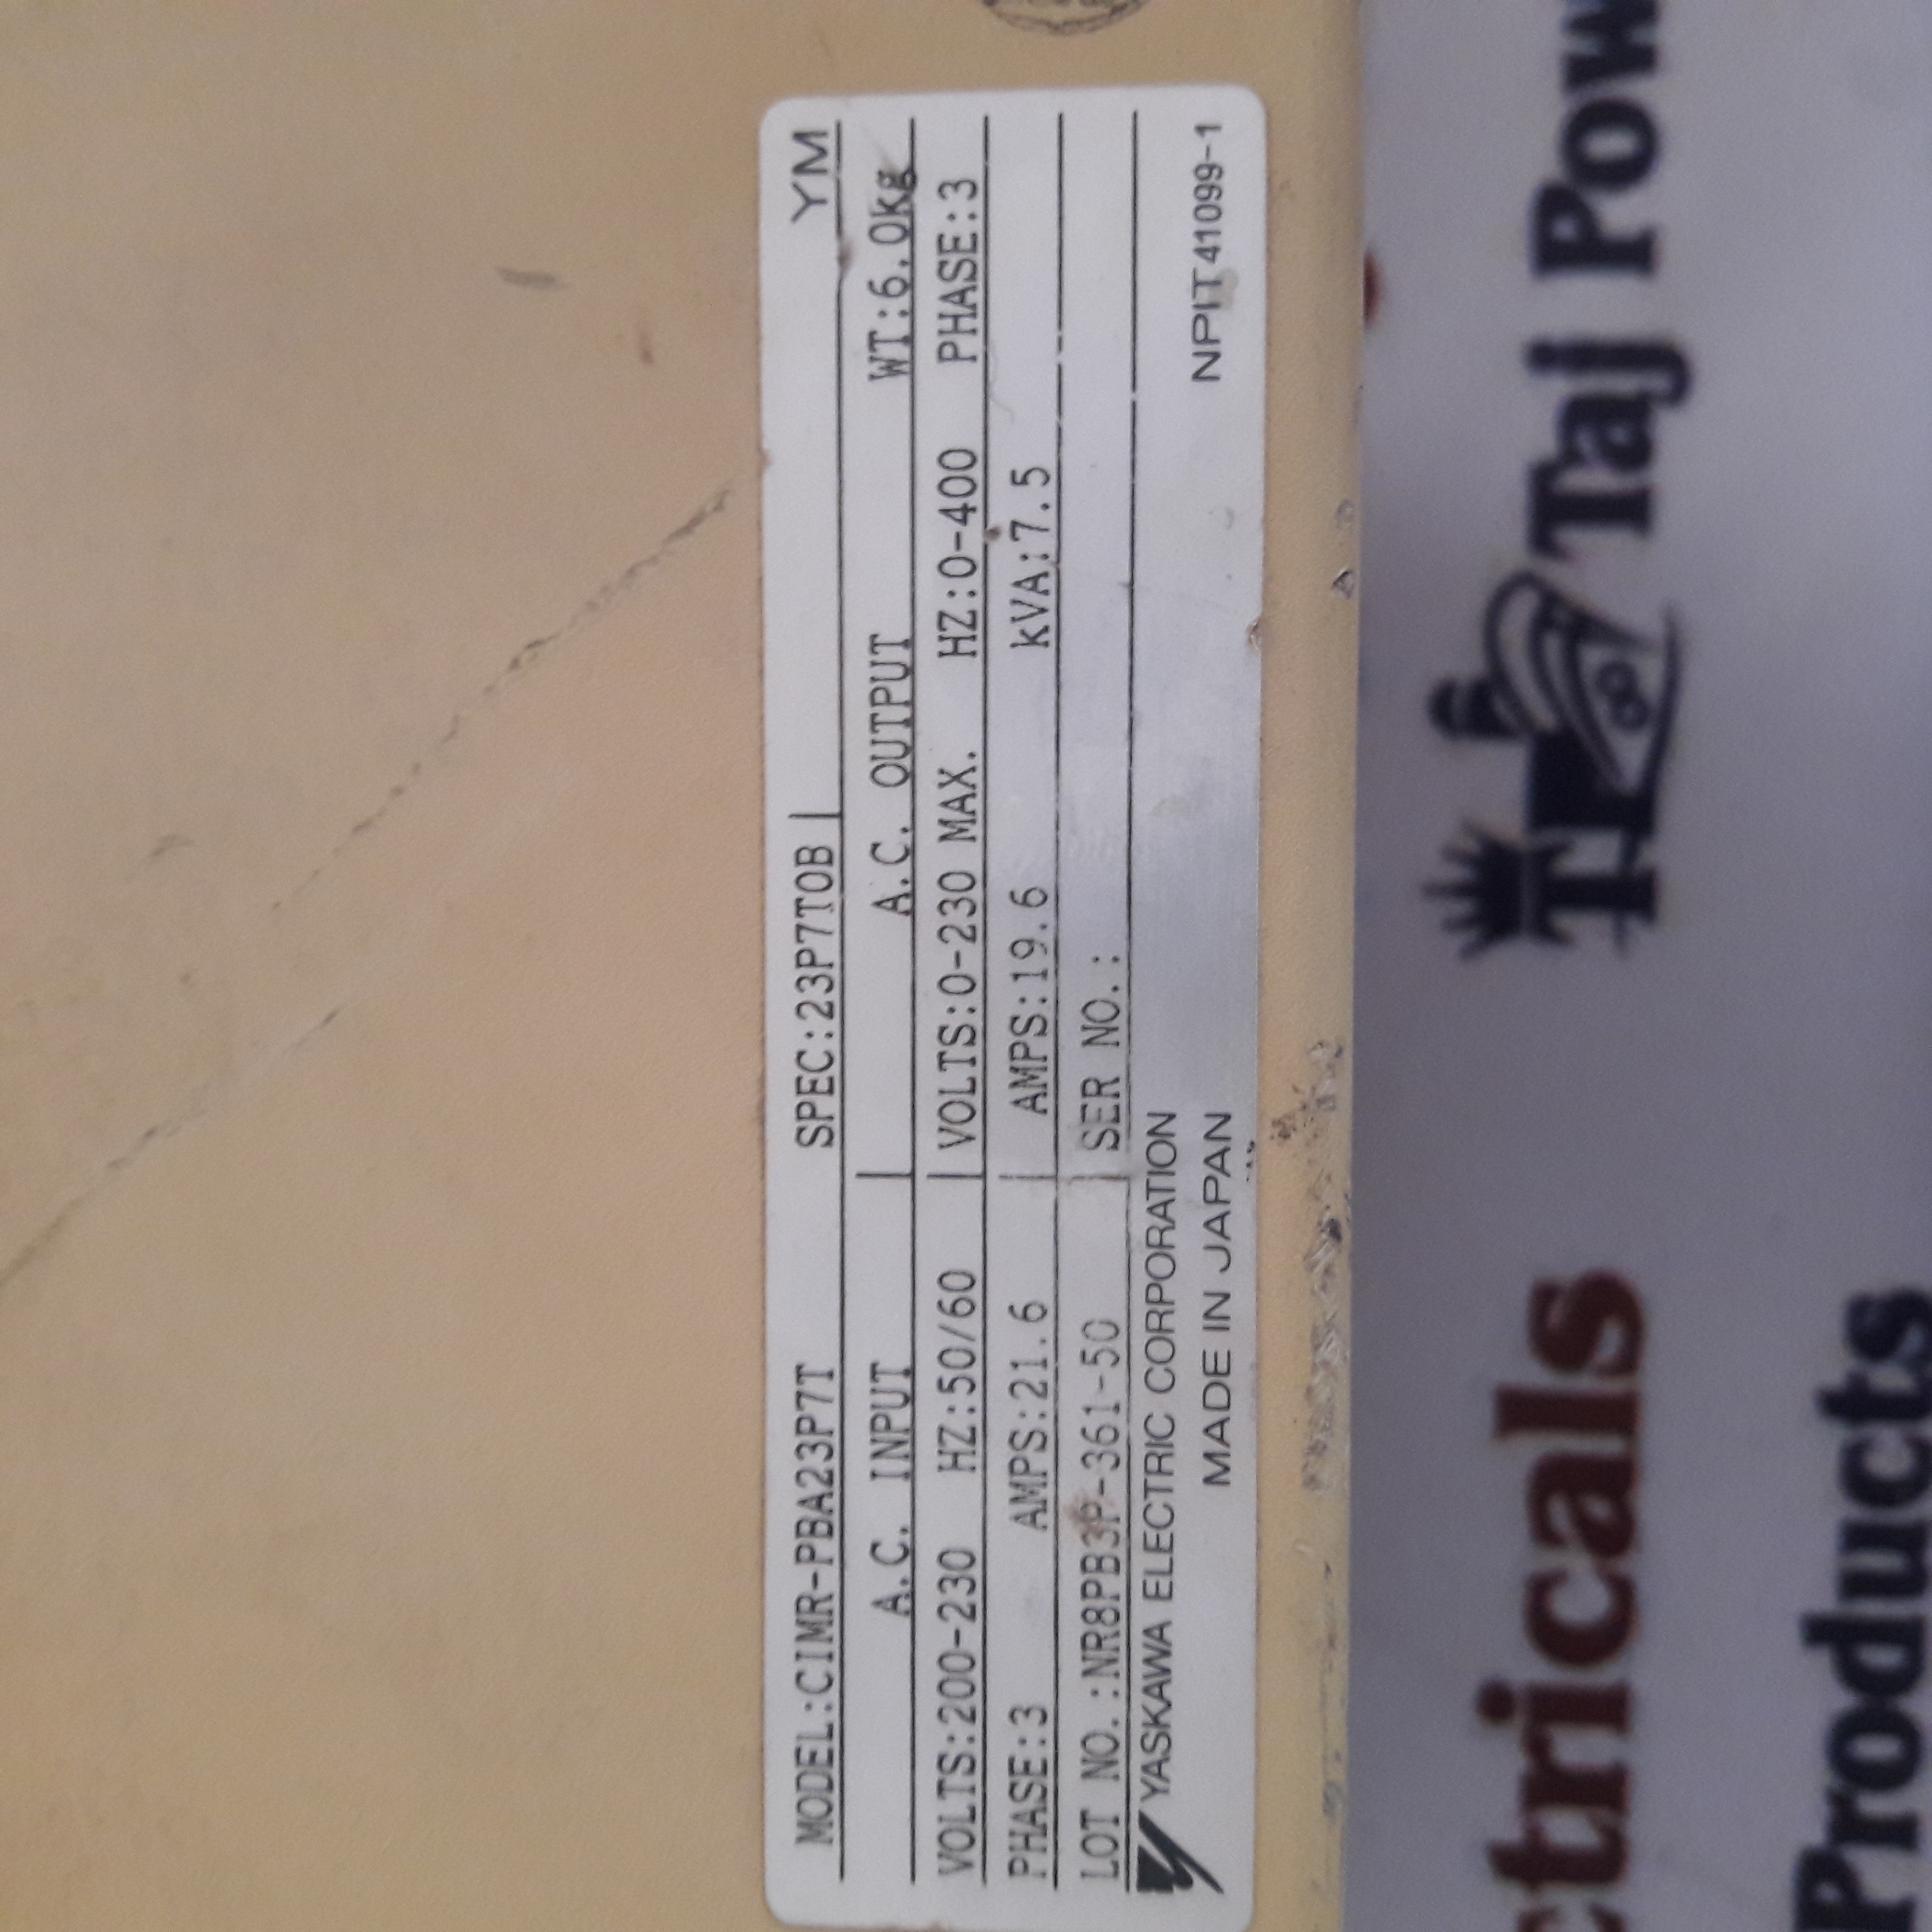 MODEL:CIMR-PBA23P7T SPEC:23P7T0B YM
A.C. INPUT A.C. OUTPUT WT:6.0kg
VOLTS:200-230 HZ:50/60 VOLTS:0-230 MAX. HZ:0-400 PHASE:3
PHASE:3 AMPS:21.6 AMPS:19.6 kVA:7.5
LOT NO.:NR8PB3P-361-50 SER NO.:
YASKAWA ELECTRIC CORPORATION
MADE IN JAPAN NPIT41099-1
Taj Pow
ctricals
Products